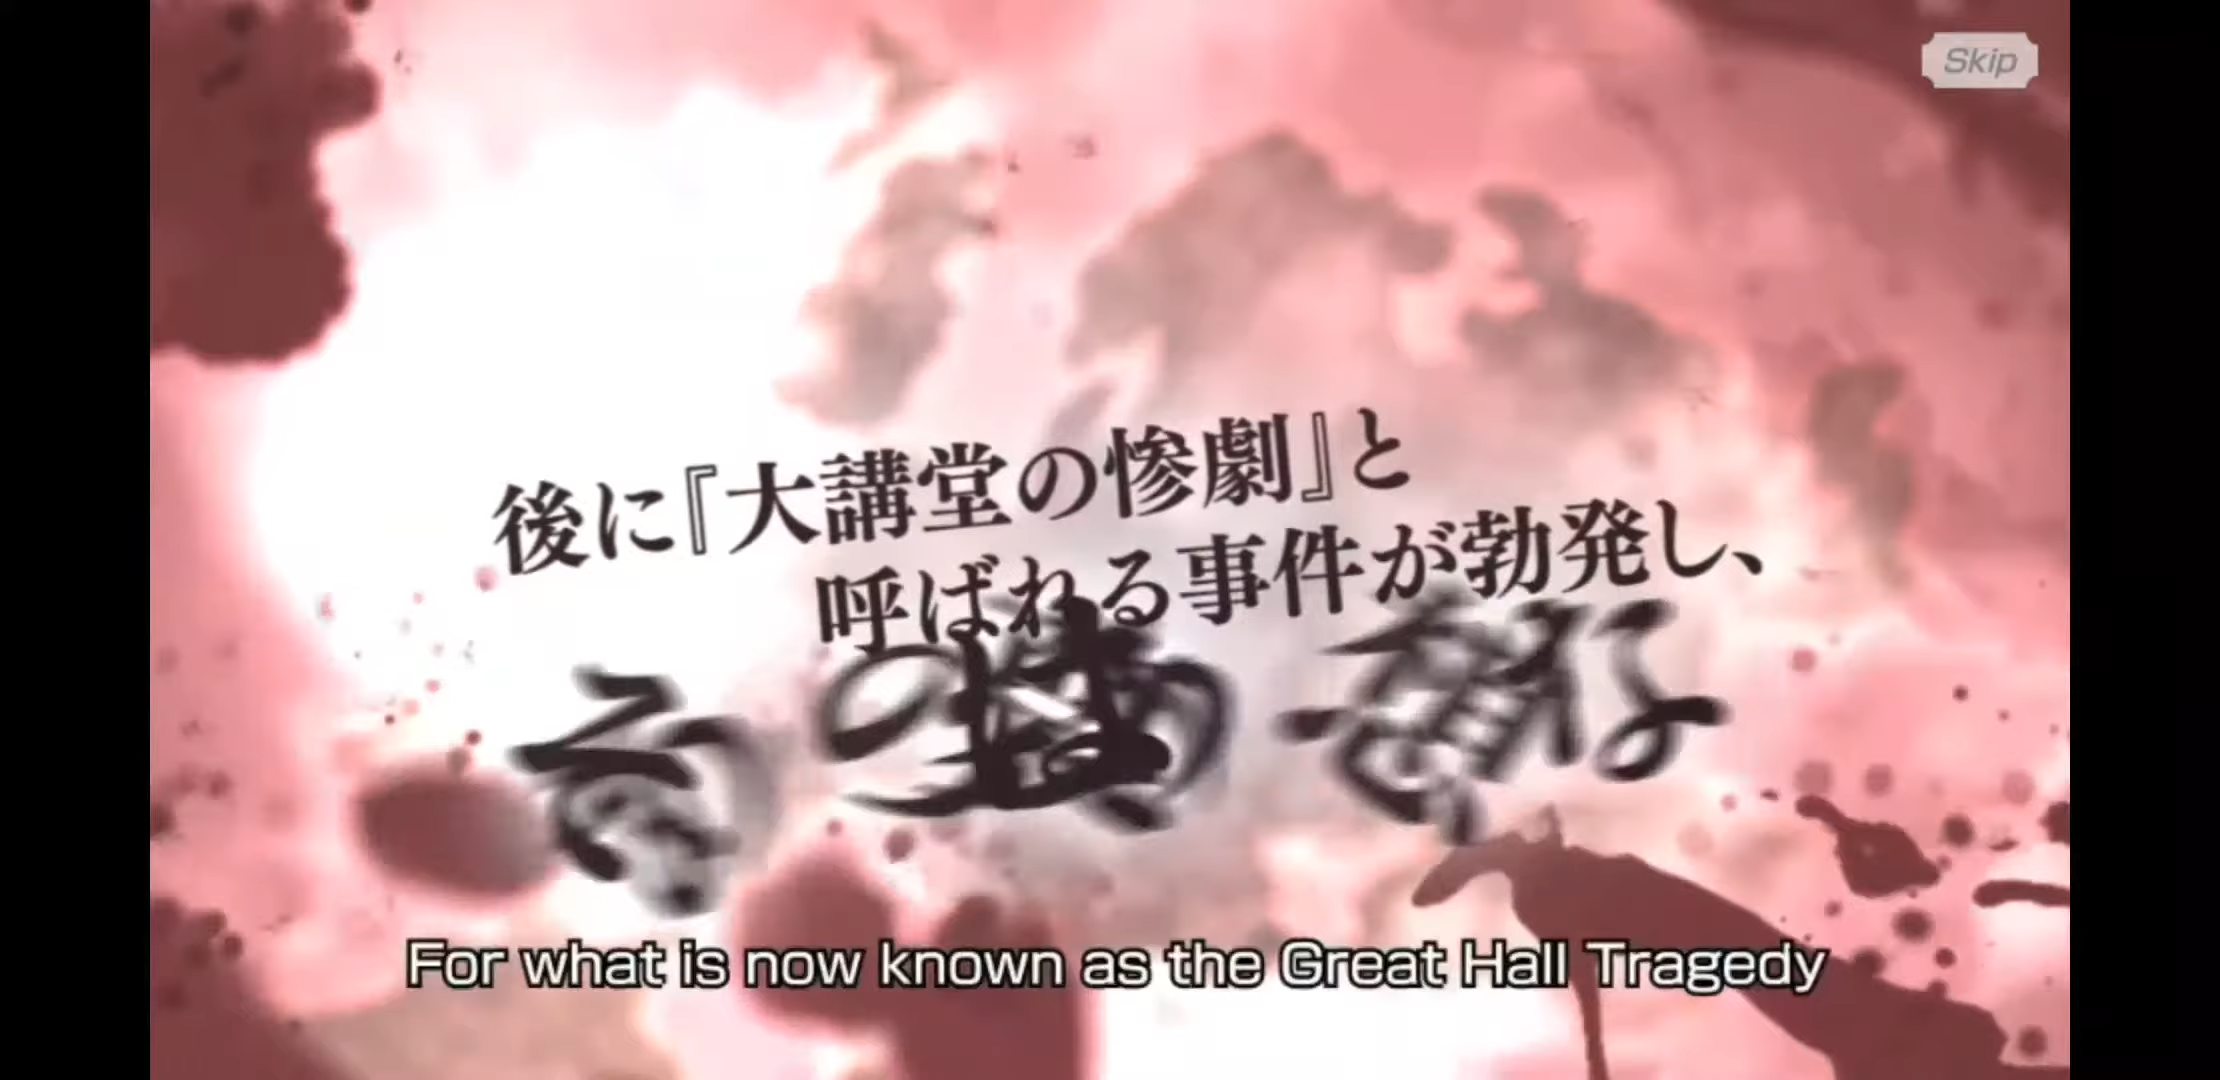 Skip
後に『大講堂の惨劇』と
呼ばれる事件が勃発し、
For what is now known as the Great Hall Tragedy